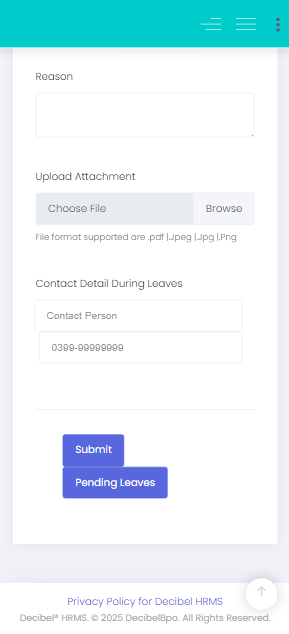 Reason
Upload Attachment
Choose File Browse
File format supported are .pdf |.Jpeg |.Jpg |.Png
Contact Detail During Leaves
Contact Person
0399-99999999
Submit
Pending Leaves
Privacy Policy for Decibel HRMS
Decibel® HRMS. © 2025 DecibelBpo. All Rights Reserved.